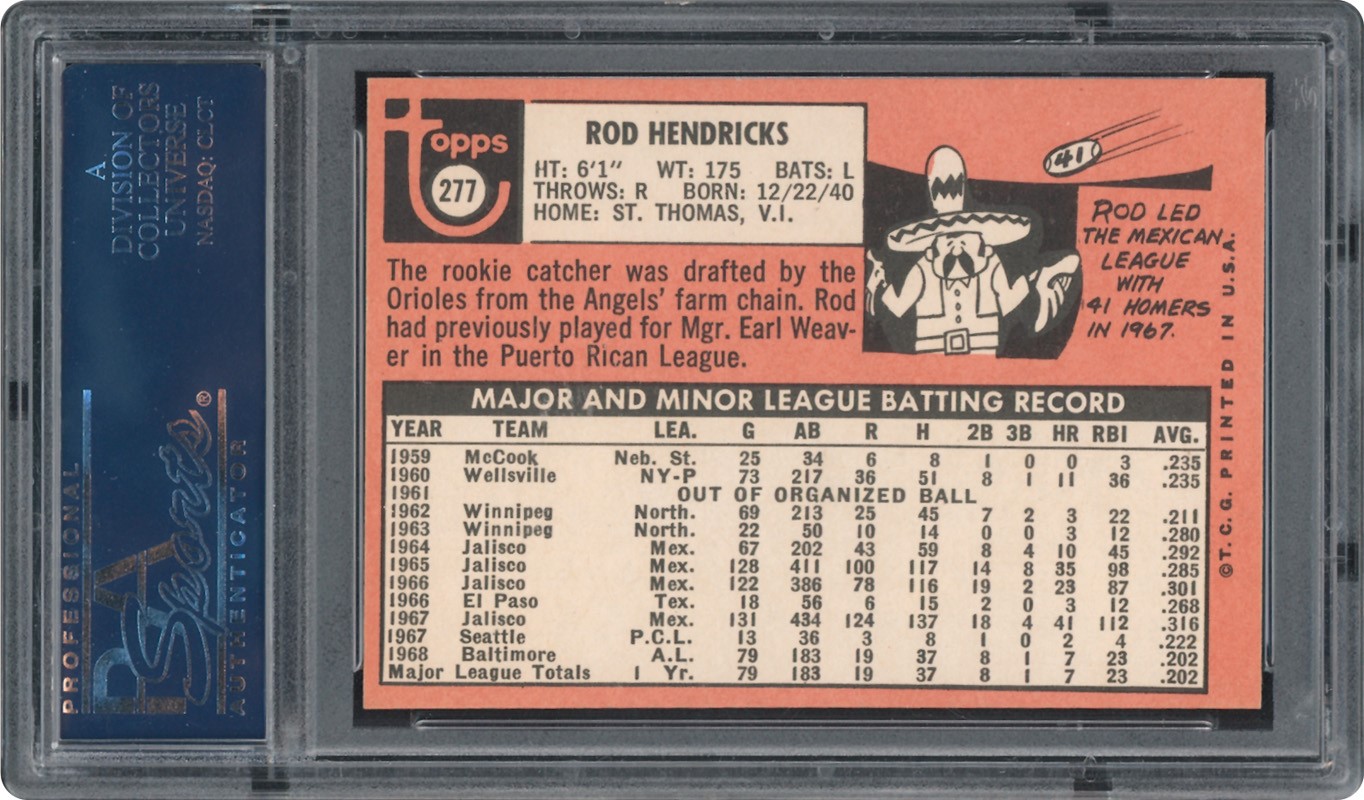 A
DIVISION OF
COLLECTORS
UNIVERSE
NASDAQ: CLCT
PROFESSIONAL
PSA
Sports®
AUTHENTICATOR
topps
277
ROD HENDRICKS
HT: 6'1" WT: 175 BATS: L
THROWS: R BORN: 12/22/40
HOME: ST. THOMAS, V.I.
The rookie catcher was drafted by the
Orioles from the Angels' farm chain. Rod
had previously played for Mgr. Earl Weav-
er in the Puerto Rican League.
41
ROD LED
THE MEXICAN
LEAGUE
WITH
41 HOMERS
IN 1967.
MAJOR AND MINOR LEAGUE BATTING RECORD
YEAR TEAM LEA. G AB R H 2B 3B HR RBI AVG.
1959 McCook Neb. St. 25 34 6 8 1 0 0 3 .235
1960 Wellsville NY-P 73 217 36 51 8 1 11 36 .235
1961 OUT OF ORGANIZED BALL
1962 Winnipeg North. 69 213 25 45 7 2 3 22 .211
1963 Winnipeg North. 22 50 10 14 0 0 3 12 .280
1964 Jalisco Mex. 67 202 43 59 8 4 10 45 .292
1965 Jalisco Mex. 128 411 100 117 14 8 35 98 .285
1966 Jalisco Mex. 122 386 78 116 19 2 23 87 .301
1966 El Paso Tex. 18 56 6 15 2 0 3 12 .268
1967 Jalisco Mex. 131 434 124 137 18 4 41 112 .316
1967 Seattle P.C.L. 13 36 3 8 1 0 2 4 .222
1968 Baltimore A.L. 79 183 19 37 8 1 7 23 .202
Major League Totals 1 Yr. 79 183 19 37 8 1 7 23 .202
©T.C.G. PRINTED IN U.S.A.